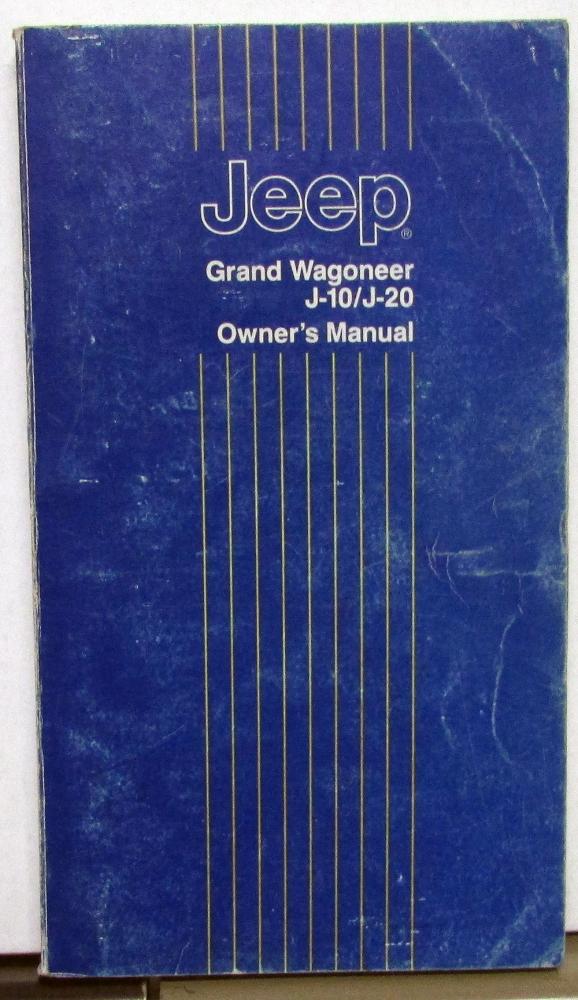 Jeep®
Grand Wagoneer
J-10/J-20
Owner's Manual